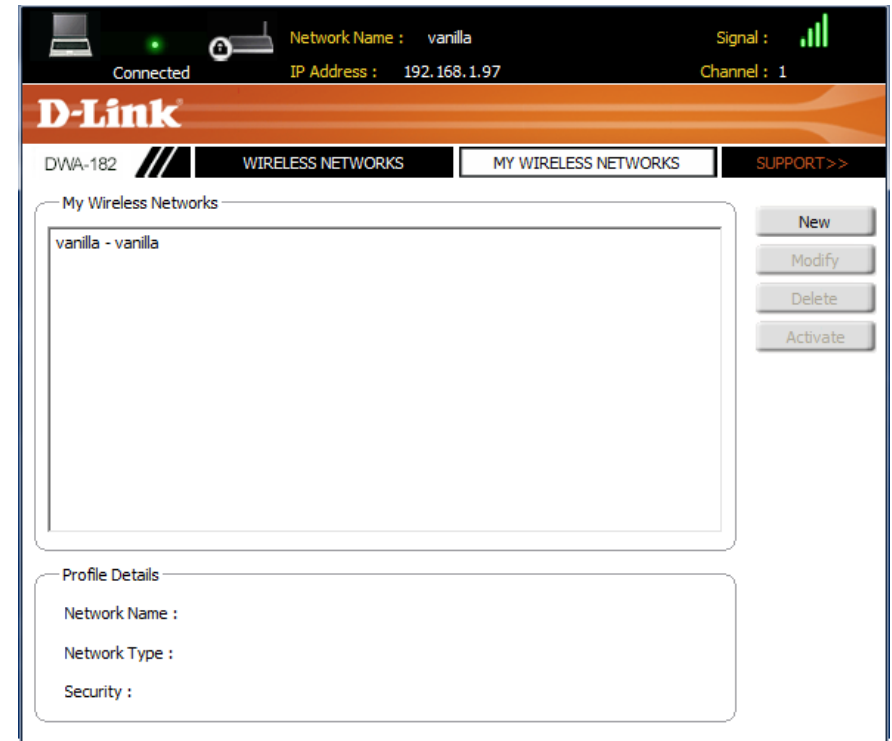 Network Name : vanilla Signal :
Connected IP Address : 192.168.1.97 Channel : 1
D-Link
DWA-182 WIRELESS NETWORKS MY WIRELESS NETWORKS SUPPORT>>
My Wireless Networks
vanilla - vanilla
New
Modify
Delete
Activate
Profile Details
Network Name :
Network Type :
Security :